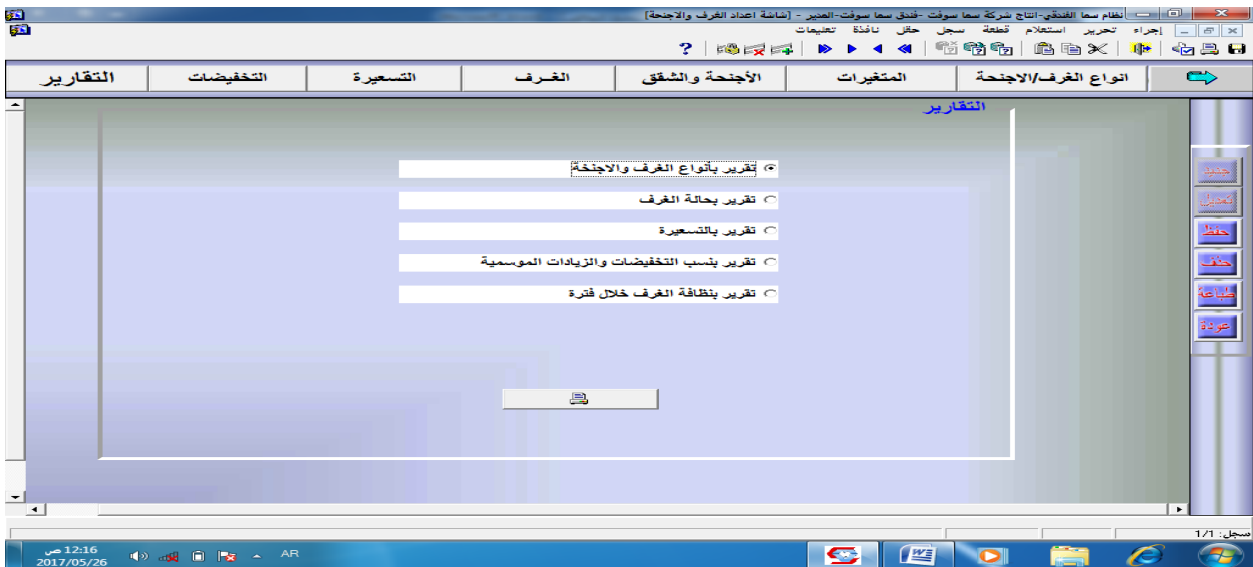 نظام سما الفندقي-انتاج شركة سما سوفت -فندق سما سوفت-المدير - [شاشة اعداد الغرف والاجنحة]
إجراء تحرير استعلام قطعة سجل حقل نافذة تعليمات
انواع الغرف/الاجنحة المتغيرات الأجنحة والشقق الغرف التسعيرة التخفيضات التقارير
التقارير
تقرير بأنواع الغرف والاجنخة
تقرير بحالة الغرف
تقرير بالتسعيرة
تقرير بنسب التخفيضات والزيادات الموسمية
تقرير بنظافة الغرف خلال فترة
جديد
تعديل
حفظ
حذف
طباعة
عودة
سجل: 1/1
AR
12:16 ص
2017/05/26